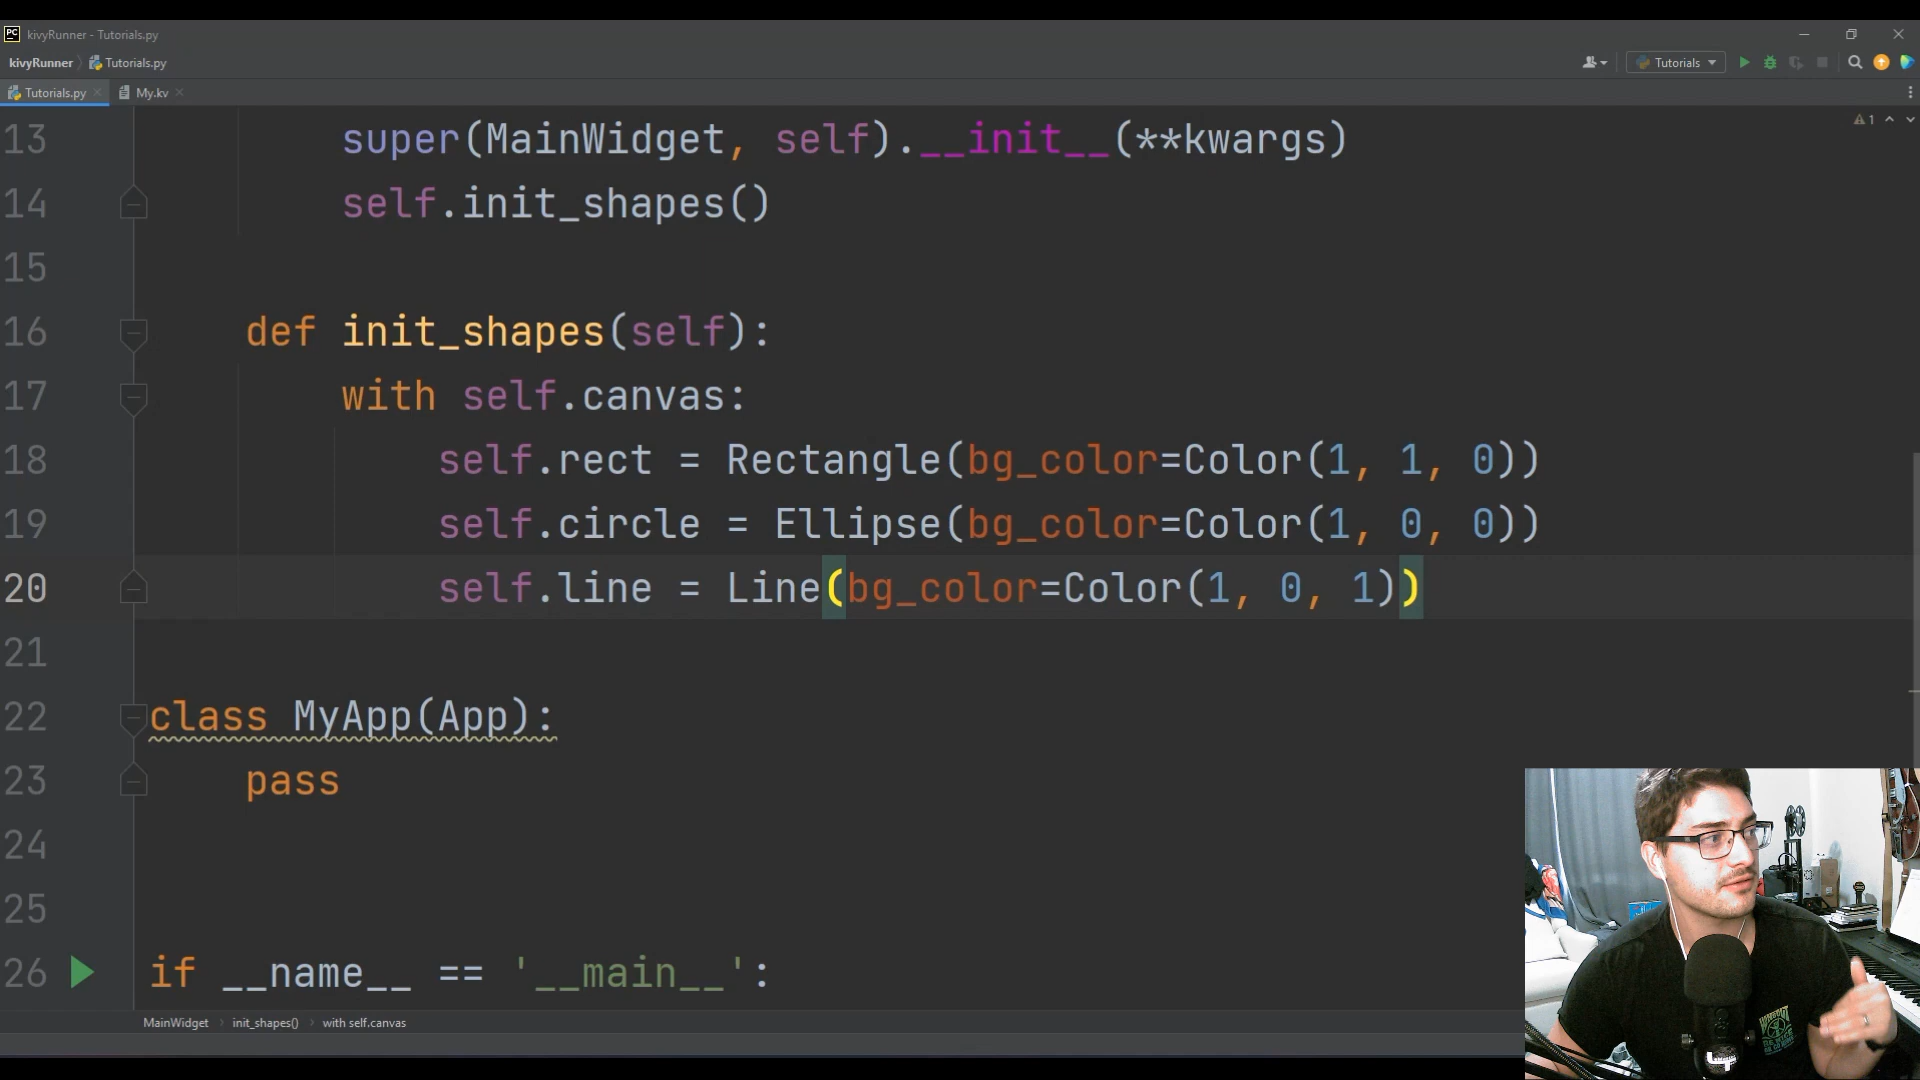 PC kivyRunner - Tutorials.py
kivyRunner Tutorials.py Tutorials
Tutorials.py My.kv
1
13 super(MainWidget, self).__init__(**kwargs)
14 self.init_shapes()
15
16 def init_shapes(self):
17 with self.canvas:
18 self.rect = Rectangle(bg_color=Color(1, 1, 0))
19 self.circle = Ellipse(bg_color=Color(1, 0, 0))
20 self.line = Line(bg_color=Color(1, 0, 1))
21
22 class MyApp(App):
23 pass
24
25
26 if __name__ == '__main__':
MainWidget init_shapes() with self.canvas